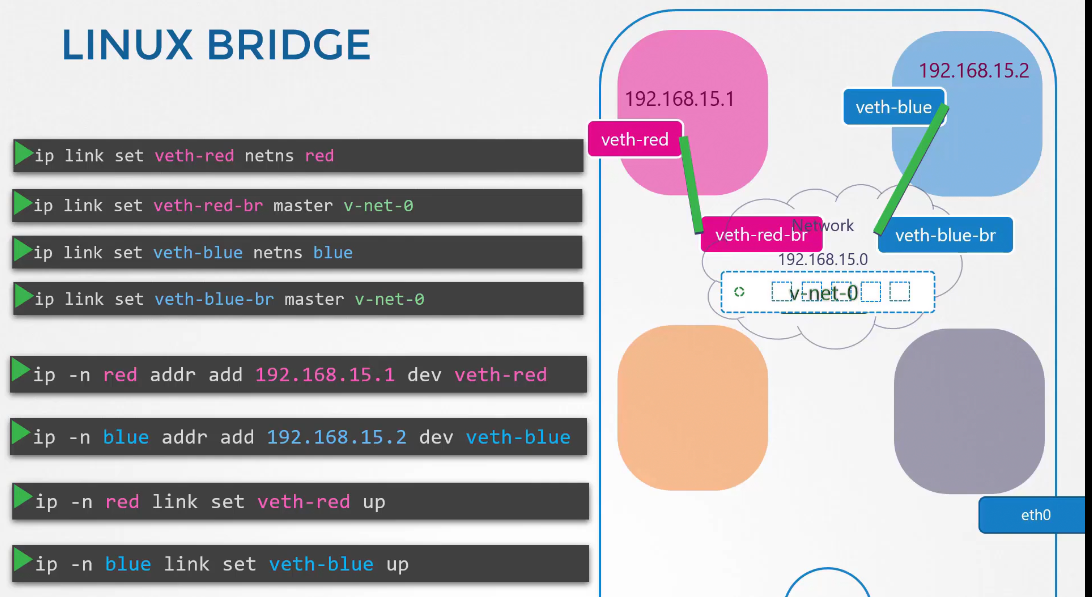 LINUX BRIDGE
ip link set veth-red netns red
ip link set veth-red-br master v-net-0
ip link set veth-blue netns blue
ip link set veth-blue-br master v-net-0
ip -n red addr add 192.168.15.1 dev veth-red
ip -n blue addr add 192.168.15.2 dev veth-blue
ip -n red link set veth-red up
ip -n blue link set veth-blue up
192.168.15.1
192.168.15.2
veth-red
veth-blue
veth-red-br
Network
veth-blue-br
192.168.15.0
v-net-0
eth0